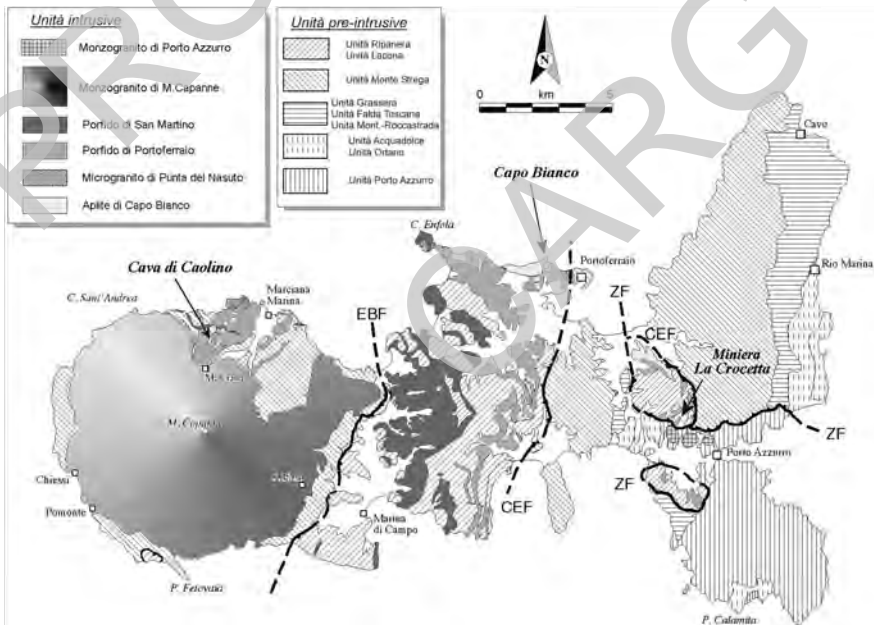 Unità intrusive
Monzogranito di Porto Azzurro
Monzogranito di M.Capanne
Porfido di San Martino
Porfido di Portoferraio
Microgranito di Punta del Nasuto
Aplite di Capo Bianco
Unità pre-intrusive
Unità Ripanera
Unità Lacona
Unità Monte Strega
Unità Grassera
Unità Falda Toscana
Unità Mont.-Roccastrada
Unità Acquadolce
Unità Ortano
Unità Porto Azzurro
N
0 km 5
Cavo
Capo Bianco
C. Enfola
Portoferraio
Rio Marina
Cava di Caolino
Marciana
Marina
C. Sant'Andrea
EBF
ZF
CEF
Miniera
La Crocetta
M. Capanne
ZF
Porto Azzurro
Chiessi
ZF
CEF
Pomonte
Marina
di Campo
P. Fetovaia
P. Calamita
PRO
CARG